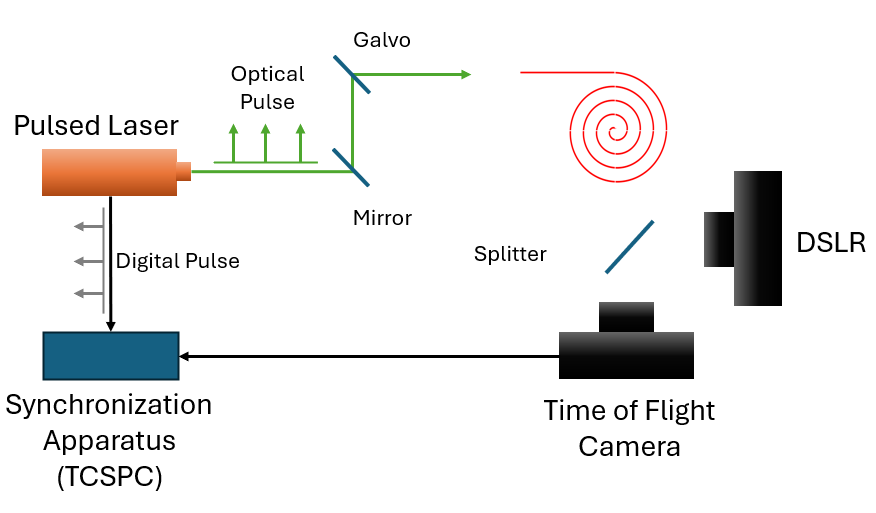 Galvo
Optical
Pulse
Pulsed Laser
Mirror
Splitter
DSLR
Digital Pulse
Synchronization
Apparatus
(TCSPC)
Time of Flight
Camera